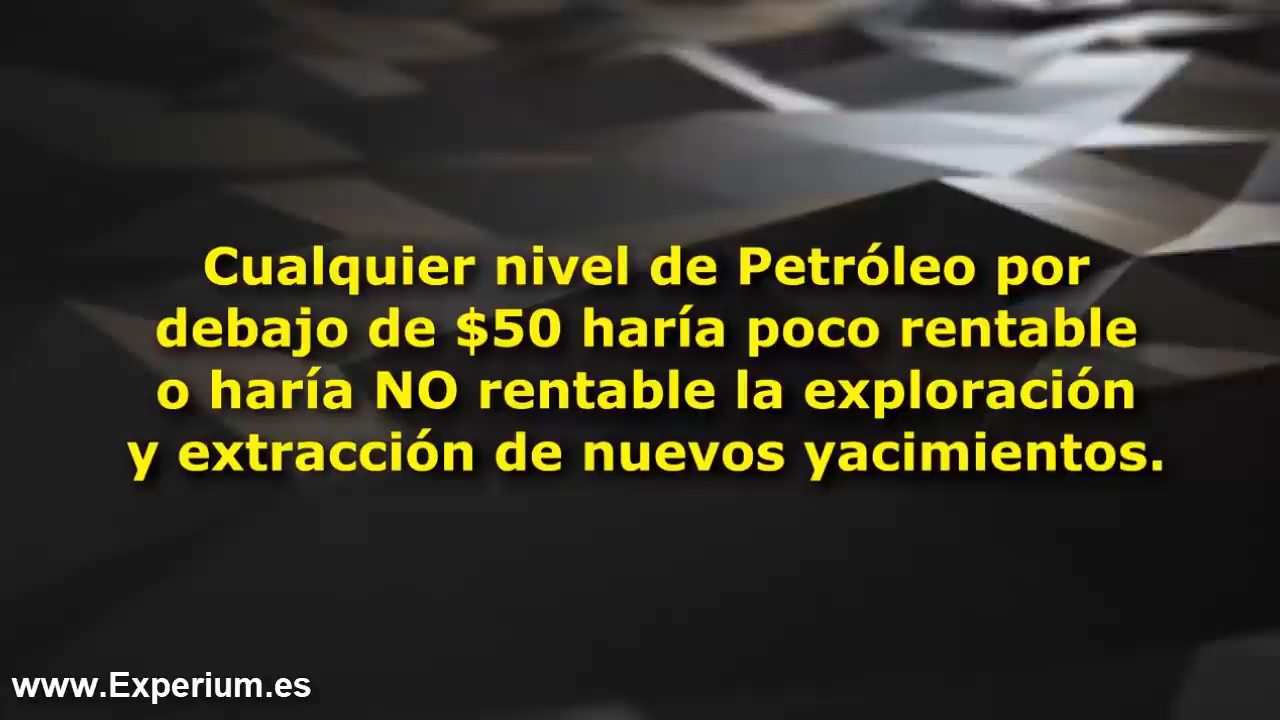 Cualquier nivel de Petróleo por
debajo de $50 haría poco rentable
o haría NO rentable la exploración
y extracción de nuevos yacimientos.
www.Experium.es